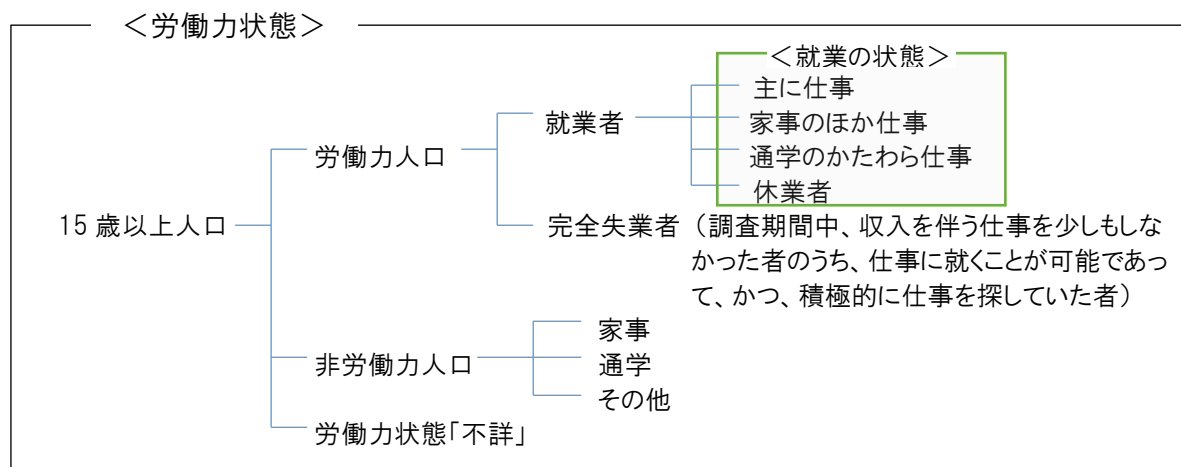 ＜労働力状態＞
＜就業の状態＞
主に仕事
就業者
家事のほか仕事
労働力人口
通学のかたわら仕事
休業者
15 歳以上人口
完全失業者
（調査期間中、収入を伴う仕事を少しもしな
かった者のうち、仕事に就くことが可能であっ
て、かつ、積極的に仕事を探していた者）
家事
非労働力人口
通学
その他
労働力状態「不詳」